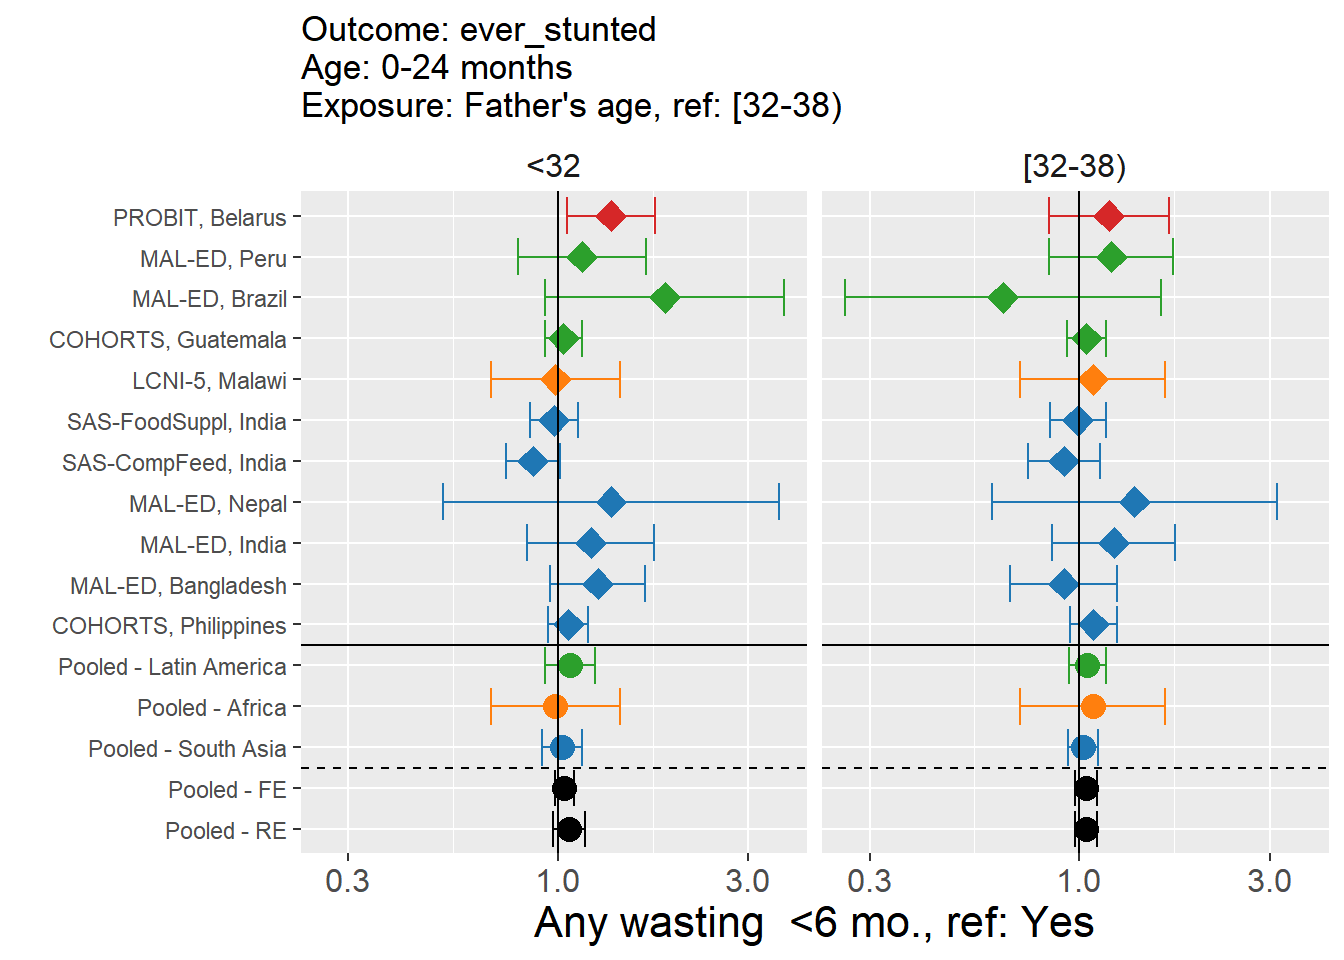 Outcome: ever_stunted
Age: 0-24 months
Exposure: Father's age, ref: [32-38)
<32
[32-38)
PROBIT, Belarus
MAL-ED, Peru
MAL-ED, Brazil
COHORTS, Guatemala
LCNI-5, Malawi
SAS-FoodSuppl, India
SAS-CompFeed, India
MAL-ED, Nepal
MAL-ED, India
MAL-ED, Bangladesh
COHORTS, Philippines
Pooled - Latin America
Pooled - Africa
Pooled - South Asia
Pooled - FE
Pooled - RE
0.3 1.0 3.0 0.3 1.0 3.0
Any wasting  <6 mo., ref: Yes